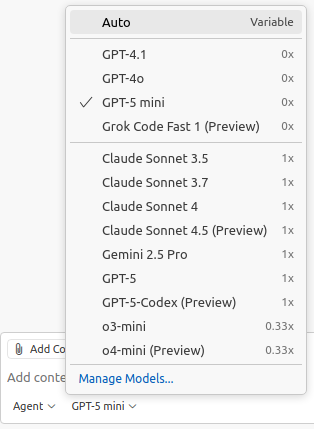 Auto Variable
GPT-4.1 0x
GPT-4o 0x
GPT-5 mini 0x
Grok Code Fast 1 (Preview) 0x
Claude Sonnet 3.5 1x
Claude Sonnet 3.7 1x
Claude Sonnet 4 1x
Claude Sonnet 4.5 (Preview) 1x
Gemini 2.5 Pro 1x
GPT-5 1x
GPT-5-Codex (Preview) 1x
o3-mini 0.33x
o4-mini (Preview) 0.33x
Manage Models...
Add Co
Add conte
Agent GPT-5 mini